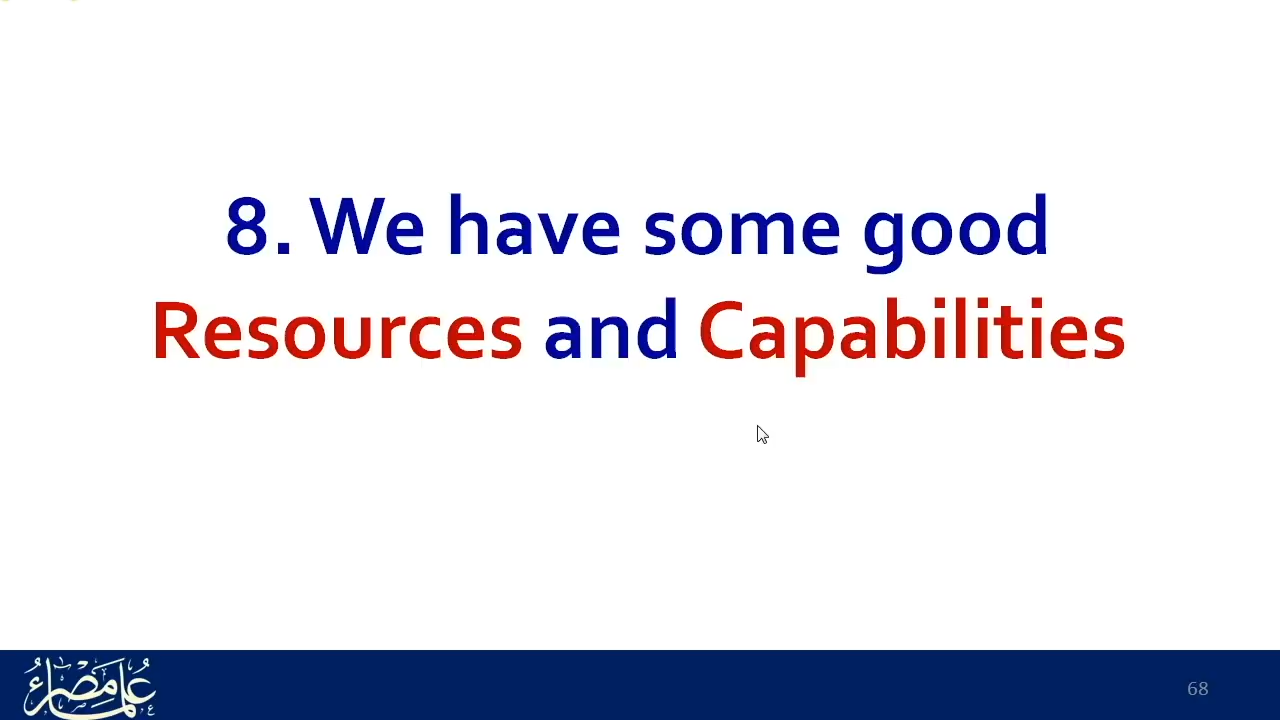 8. We have some good
Resources and Capabilities
علماء مصر
68